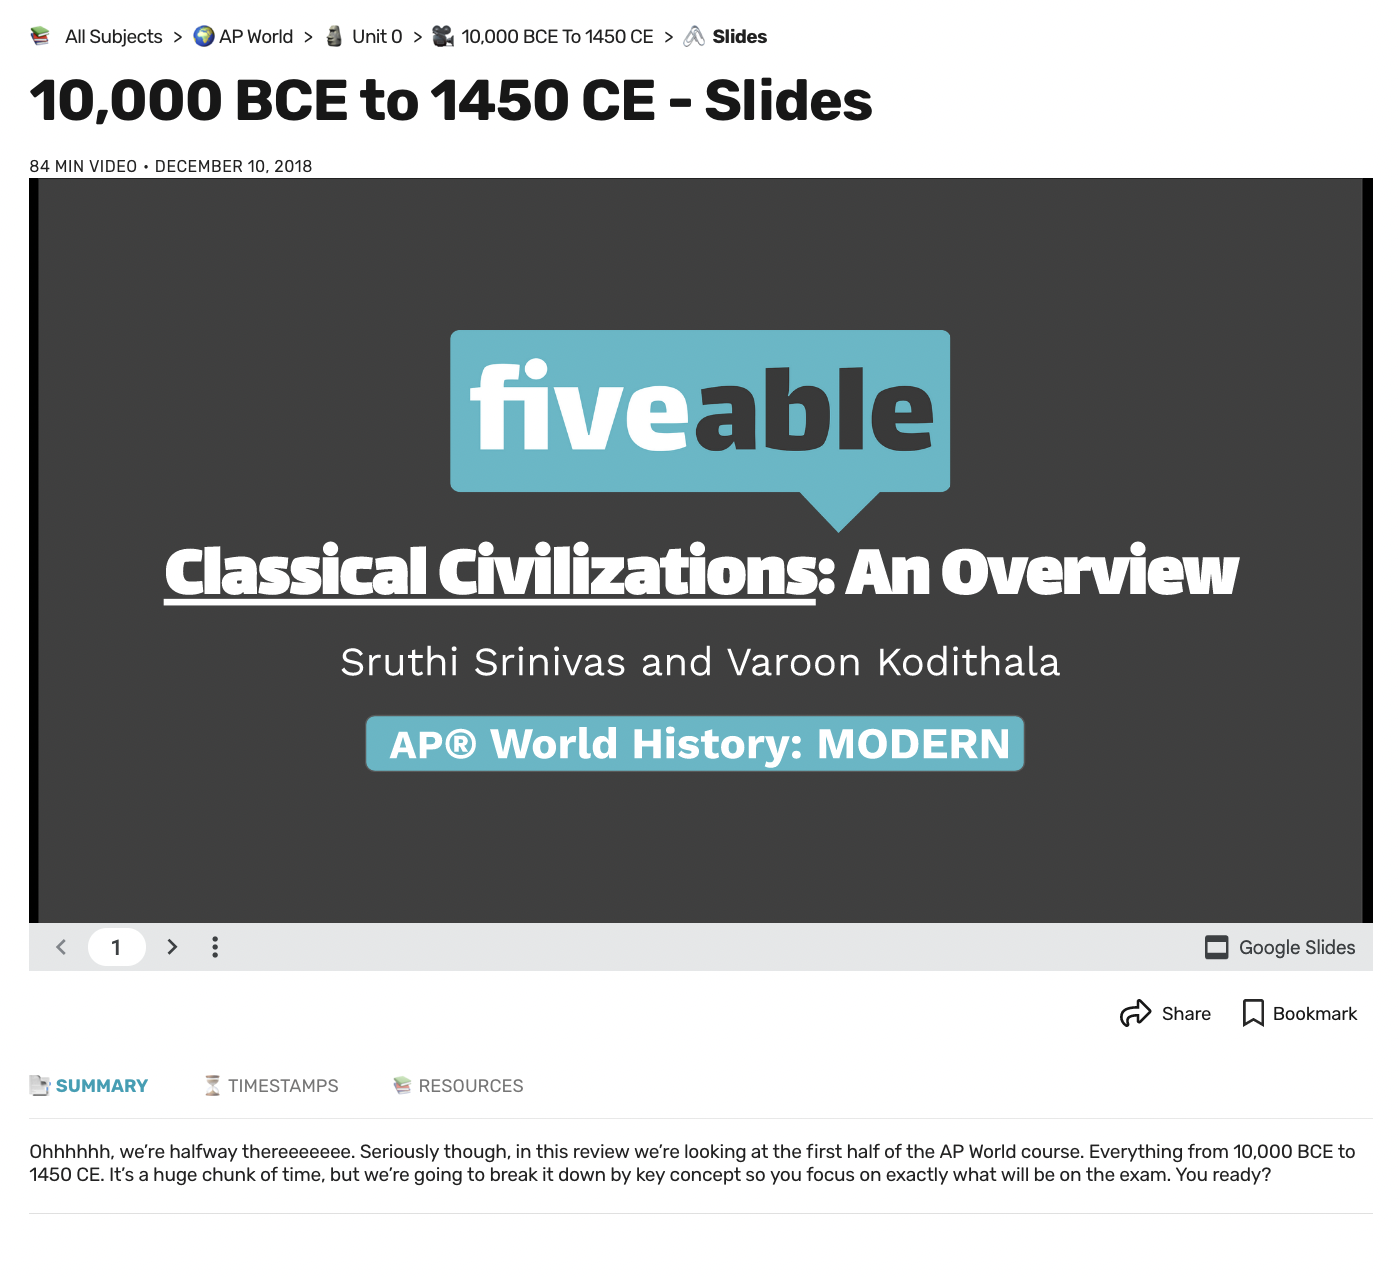 All Subjects > AP World > Unit 0 > 10,000 BCE To 1450 CE > Slides
10,000 BCE to 1450 CE - Slides
84 MIN VIDEO • DECEMBER 10, 2018
fiveable
Classical Civilizations: An Overview
Sruthi Srinivas and Varoon Kodithala
AP® World History: MODERN
< 1 > Google Slides
Share Bookmark
SUMMARY TIMESTAMPS RESOURCES
Ohhhhhh, we’re halfway thereeeeeee. Seriously though, in this review we’re looking at the first half of the AP World course. Everything from 10,000 BCE to
1450 CE. It’s a huge chunk of time, but we’re going to break it down by key concept so you focus on exactly what will be on the exam. You ready?